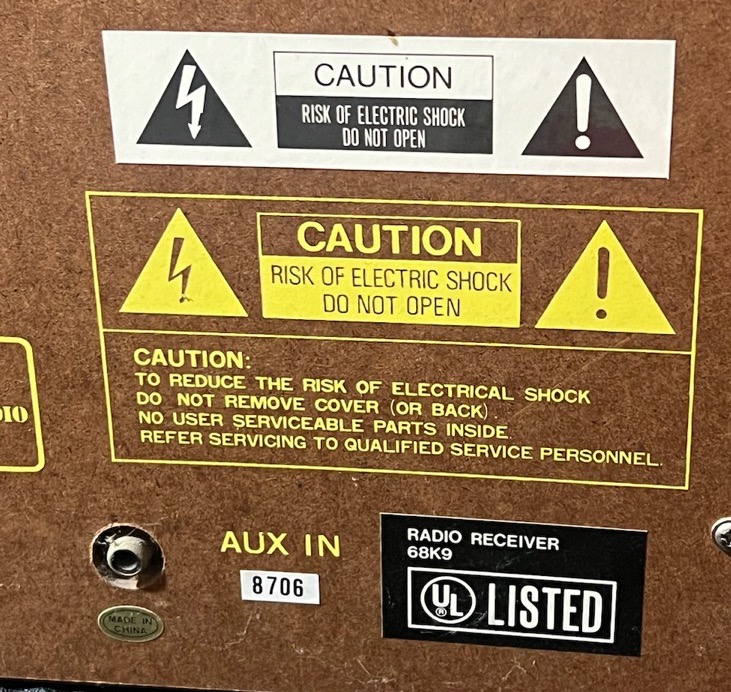 CAUTION
RISK OF ELECTRIC SHOCK
DO NOT OPEN
CAUTION
RISK OF ELECTRIC SHOCK
DO NOT OPEN
CAUTION:
TO REDUCE THE RISK OF ELECTRICAL SHOCK
DO NOT REMOVE COVER (OR BACK).
NO USER SERVICEABLE PARTS INSIDE.
REFER SERVICING TO QUALIFIED SERVICE PERSONNEL.
AUX IN
8706
MADE IN
CHINA
RADIO RECEIVER
68K9
UL® LISTED